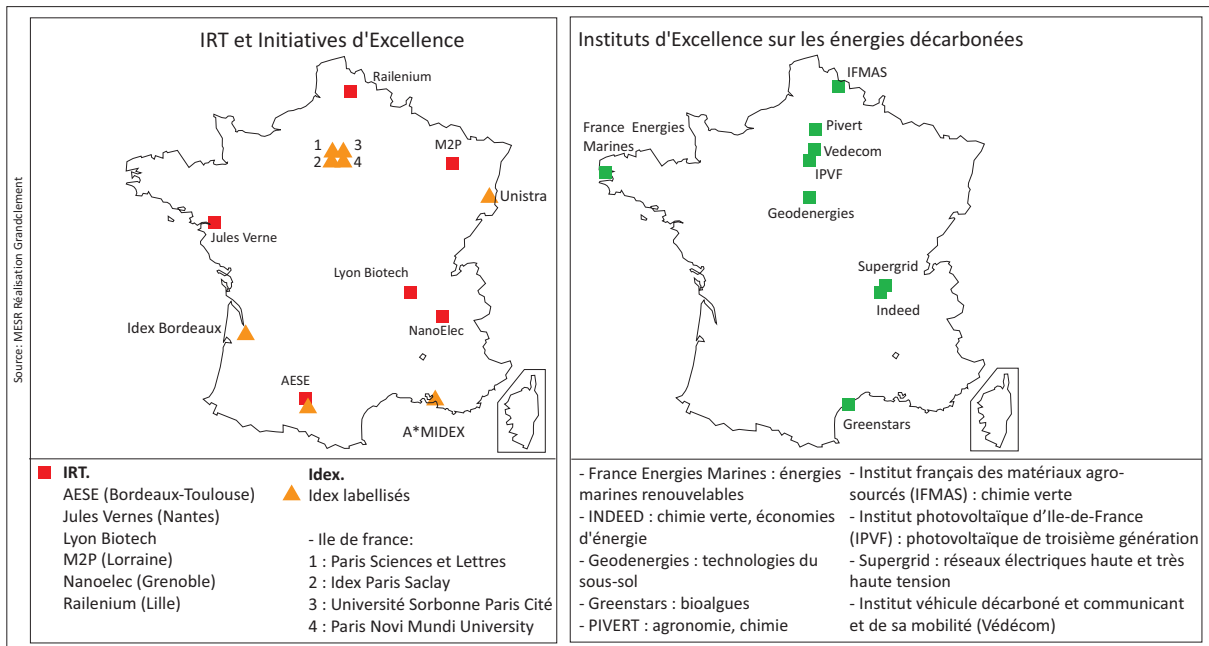 Source: MESR Réalisation Grandclement
IRT et Initiatives d'Excellence
Railenium
1
3
2
4
M2P
Unistra
Jules Verne
Lyon Biotech
NanoElec
Idex Bordeaux
AESE
A*MIDEX
IRT.
AESE (Bordeaux-Toulouse)
Jules Vernes (Nantes)
Lyon Biotech
M2P (Lorraine)
Nanoelec (Grenoble)
Railenium (Lille)
Idex.
Idex labellisés
- Ile de france:
1 : Paris Sciences et Lettres
2 : Idex Paris Saclay
3 : Université Sorbonne Paris Cité
4 : Paris Novi Mundi University
Instituts d'Excellence sur les énergies décarbonées
IFMAS
France Energies
Marines
Pivert
Vedecom
IPVF
Geodenergies
Supergrid
Indeed
Greenstars
- France Energies Marines : énergies
marines renouvelables
- INDEED : chimie verte, économies
d'énergie
- Geodenergies : technologies du
sous-sol
- Greenstars : bioalgues
- PIVERT : agronomie, chimie
- Institut français des matériaux agro-
sourcés (IFMAS) : chimie verte
- Institut photovoltaïque d’Ile-de-France
(IPVF) : photovoltaïque de troisième génération
- Supergrid : réseaux électriques haute et très
haute tension
- Institut véhicule décarboné et communicant
et de sa mobilité (Védécom)